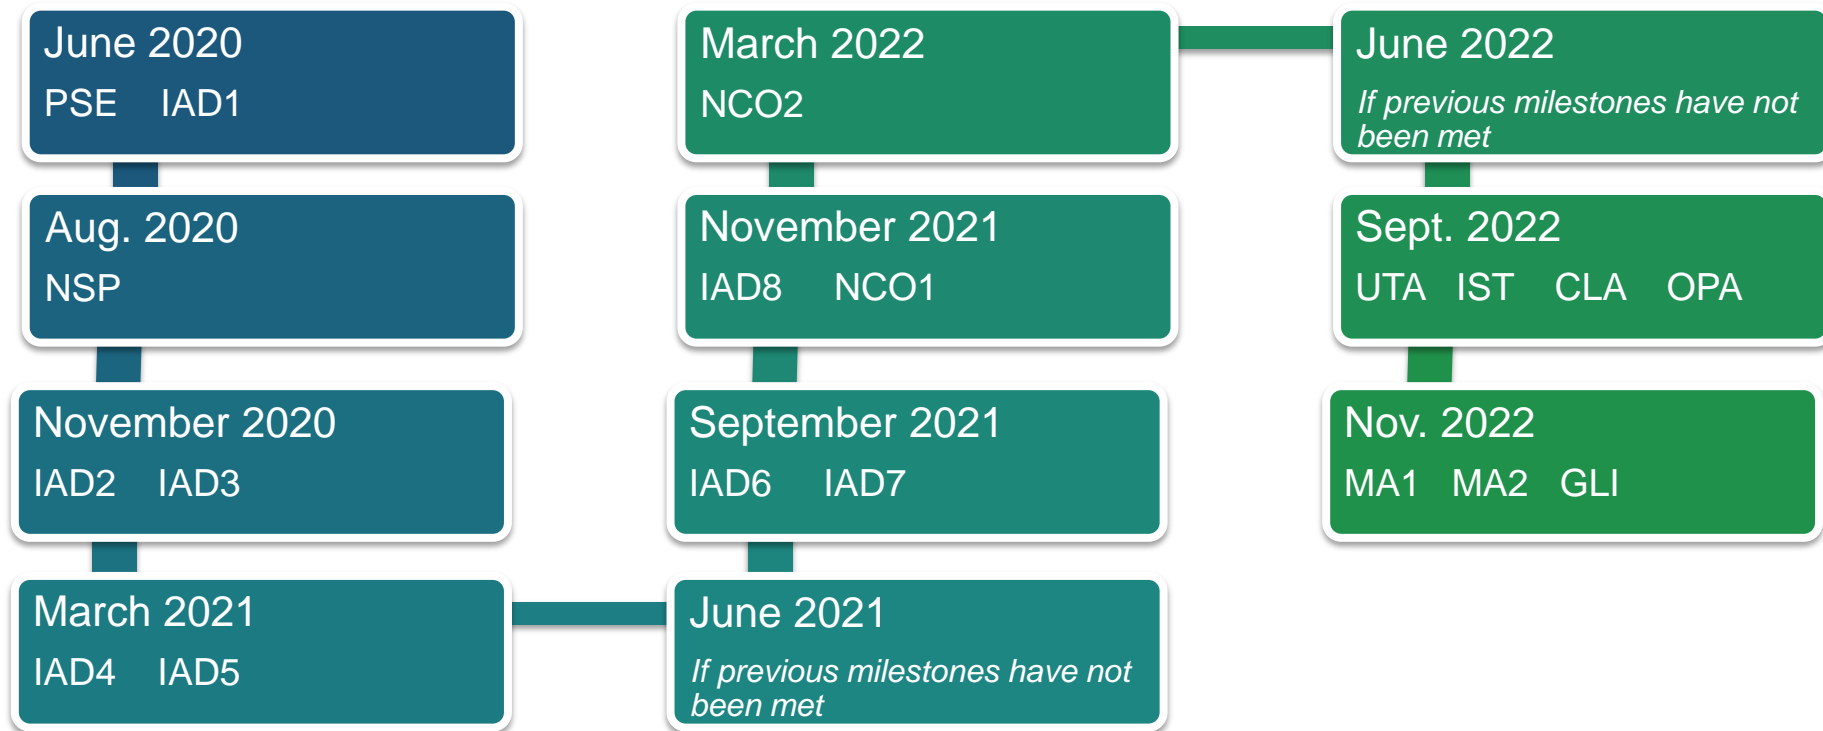 June 2020
PSE IAD1
Aug. 2020
NSP
November 2020
IAD2 IAD3
March 2021
IAD4 IAD5
June 2021
If previous milestones have not
been met
September 2021
IAD6 IAD7
November 2021
IAD8 NCO1
March 2022
NCO2
June 2022
If previous milestones have not
been met
Sept. 2022
UTA IST CLA OPA
Nov. 2022
MA1 MA2 GLI